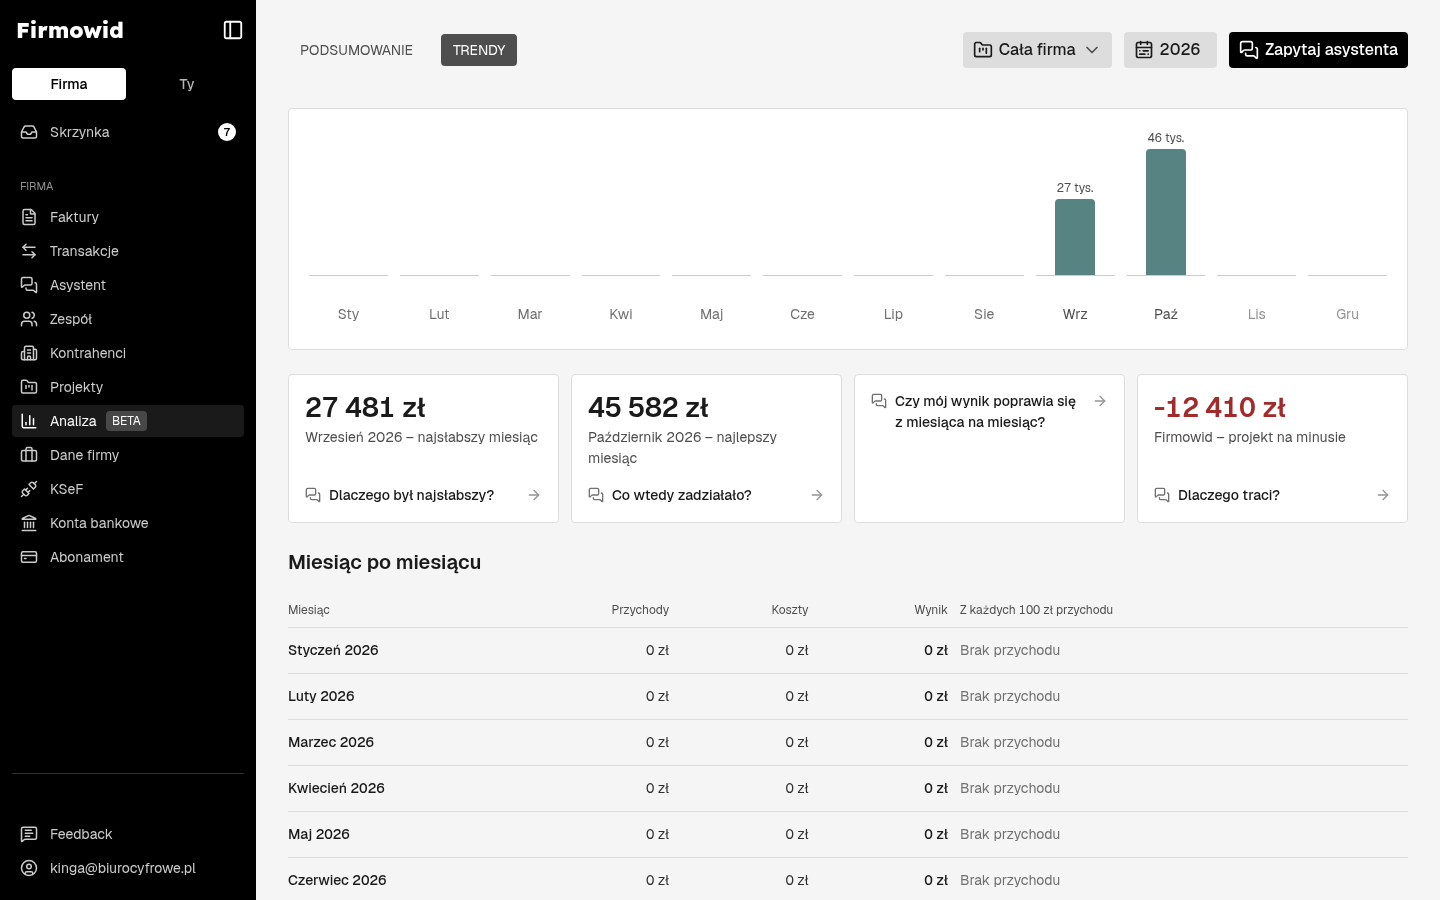 Firmowid
Firma
Ty
Skrzynka
7
FIRMA
Faktury
Transakcje
Asystent
Zespół
Kontrahenci
Projekty
Analiza BETA
Dane firmy
KSeF
Konta bankowe
Abonament
Feedback
kinga@biurocyfrowe.pl
PODSUMOWANIE
TRENDY
Cała firma
2026
Zapytaj asystenta
27 tys.
46 tys.
Sty Lut Mar Kwi Maj Cze Lip Sie Wrz Paź Lis Gru
27 481 zł
Wrzesień 2026 – najsłabszy miesiąc
Dlaczego był najsłabszy?
45 582 zł
Październik 2026 – najlepszy
miesiąc
Co wtedy zadziałało?
Czy mój wynik poprawia się
z miesiąca na miesiąc?
-12 410 zł
Firmowid – projekt na minusie
Dlaczego traci?
Miesiąc po miesiącu
Miesiąc Przychody Koszty Wynik Z każdych 100 zł przychodu
Styczeń 2026 0 zł 0 zł 0 zł Brak przychodu
Luty 2026 0 zł 0 zł 0 zł Brak przychodu
Marzec 2026 0 zł 0 zł 0 zł Brak przychodu
Kwiecień 2026 0 zł 0 zł 0 zł Brak przychodu
Maj 2026 0 zł 0 zł 0 zł Brak przychodu
Czerwiec 2026 0 zł 0 zł 0 zł Brak przychodu